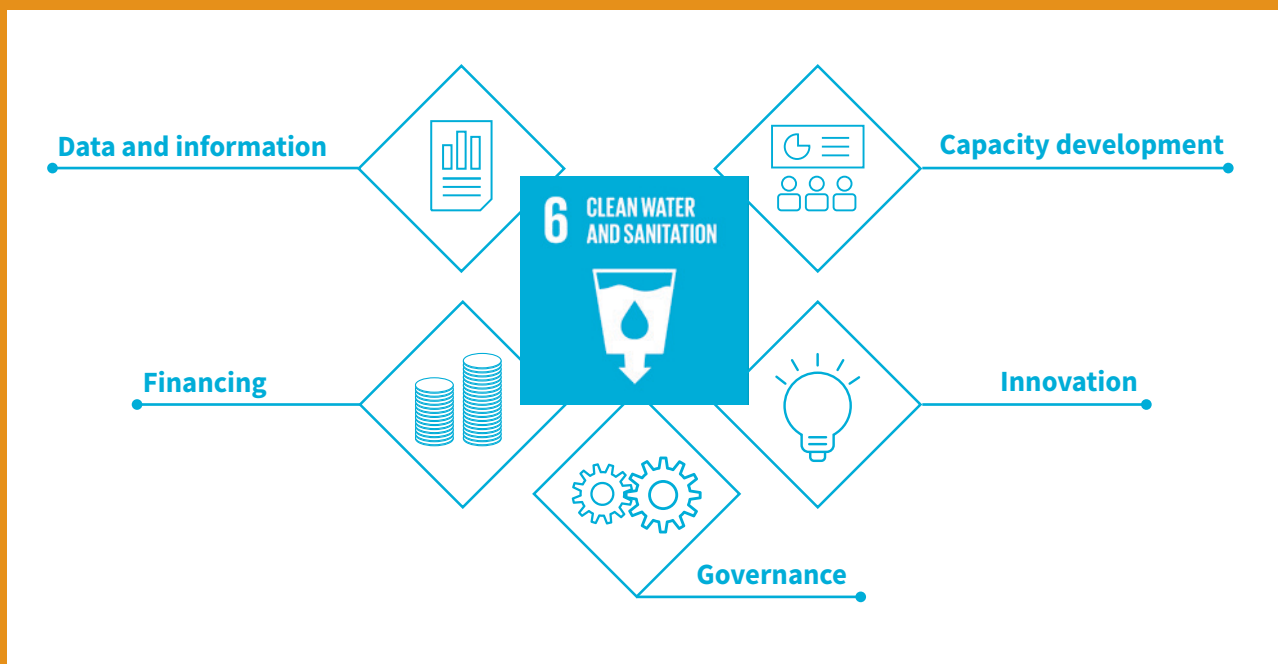 Data and information
Capacity development
6 CLEAN WATER
AND SANITATION
Financing
Innovation
Governance